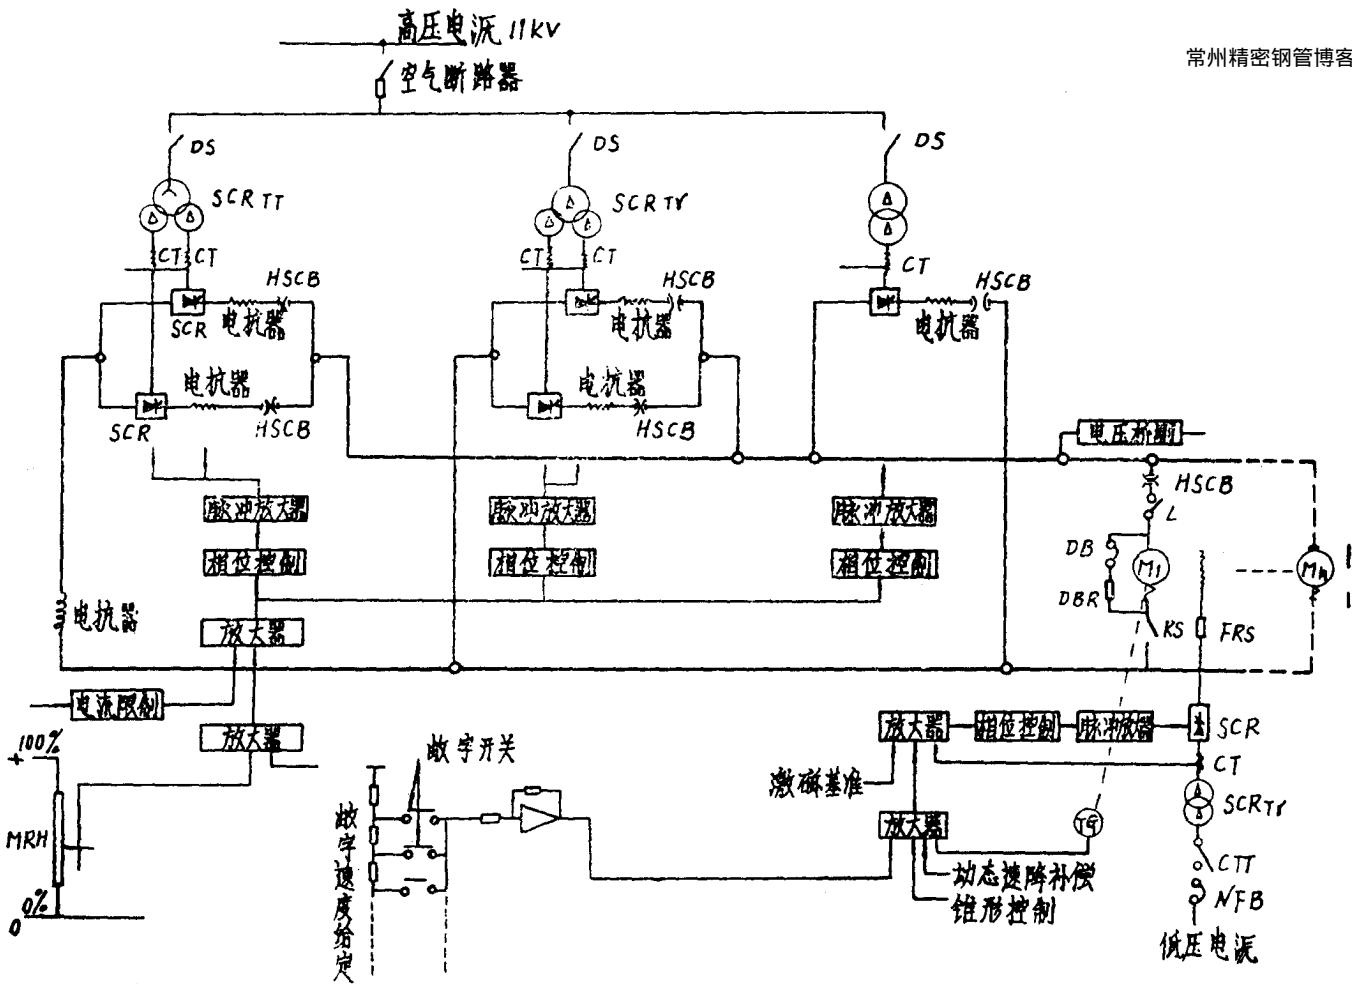 高压电源 11KV
常州精密钢管博客
空气断路器
DS
DS
DS
SCR TT
SCR Tr
CT
CT
CT
CT
CT
HSCB
HSCB
HSCB
SCR
电抗器
电抗器
电抗器
电抗器
电抗器
SCR
HSCB
HSCB
电压检测
HSCB
L
脉冲放大器
脉冲放大器
脉冲放大器
相位控制
相位控制
相位控制
DB
M1
Mn
DBR
电抗器
放大器
KS
FRS
电流限制
放大器
放大器
相位控制
脉冲放大器
SCR
+100%
数字开关
CT
激磁基准
SCRTr
MRH
数字速度给定
放大器
TG
动态速降补偿
CTT
锥形控制
NFB
0%
0
低压电源